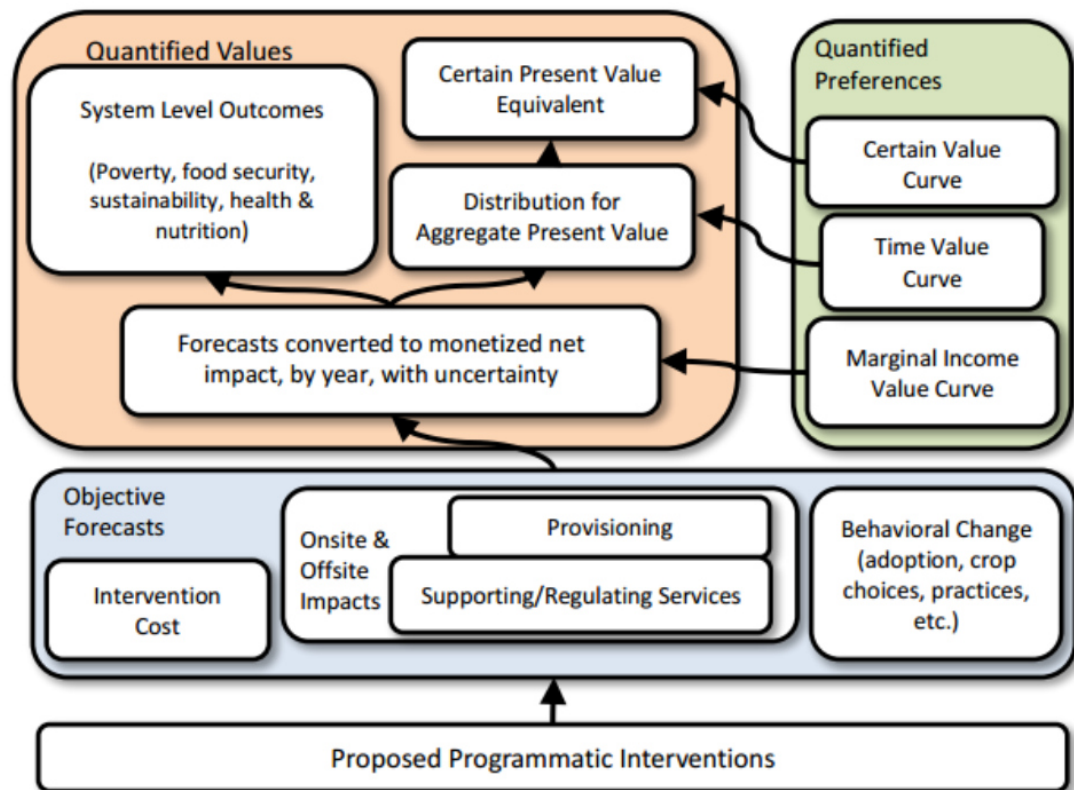 Quantified Values
System Level Outcomes
(Poverty, food security,
sustainability, health &
nutrition)
Certain Present Value
Equivalent
Distribution for
Aggregate Present Value
Forecasts converted to monetized net
impact, by year, with uncertainty
Quantified
Preferences
Certain Value
Curve
Time Value
Curve
Marginal Income
Value Curve
Objective
Forecasts
Intervention
Cost
Onsite &
Offsite
Impacts
Provisioning
Supporting/Regulating Services
Behavioral Change
(adoption, crop
choices, practices,
etc.)
Proposed Programmatic Interventions